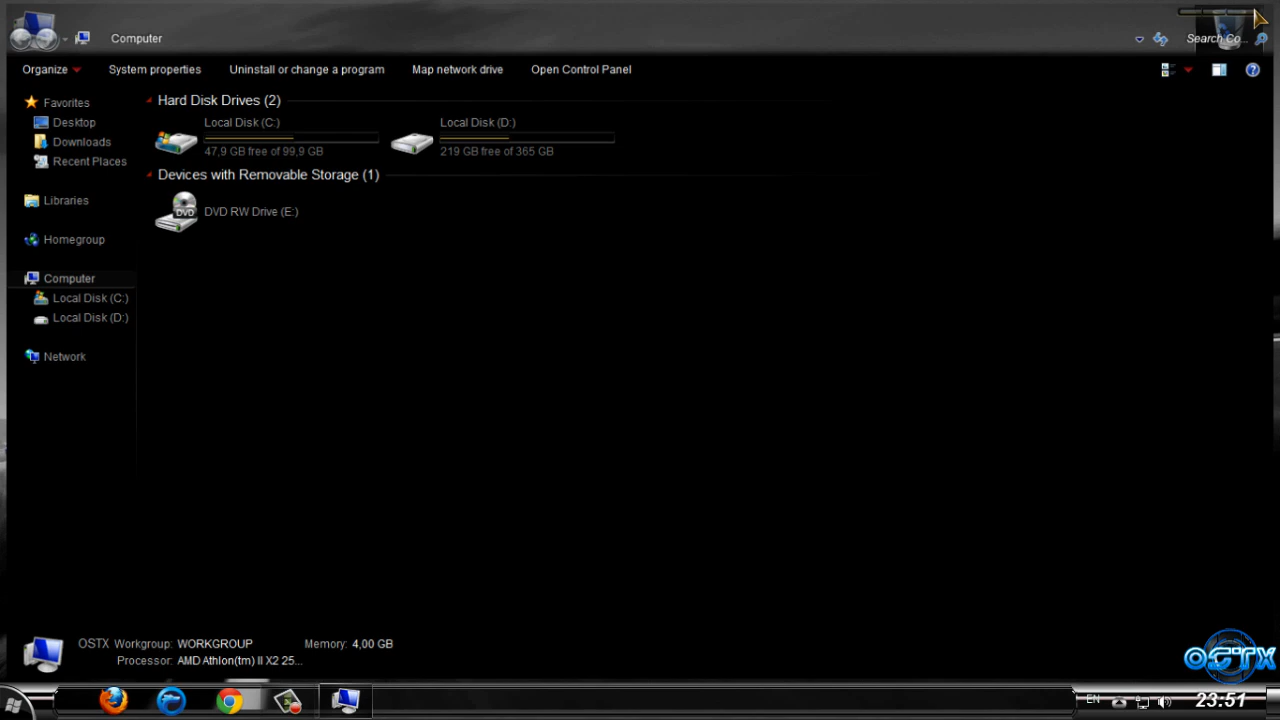 Computer
Search Co...
Organize
System properties
Uninstall or change a program
Map network drive
Open Control Panel
Favorites
Desktop
Downloads
Recent Places
Libraries
Homegroup
Computer
Local Disk (C:)
Local Disk (D:)
Network
Hard Disk Drives (2)
Local Disk (C:)
47,9 GB free of 99,9 GB
Local Disk (D:)
219 GB free of 365 GB
Devices with Removable Storage (1)
DVD
DVD RW Drive (E:)
OSTX Workgroup: WORKGROUP Memory: 4,00 GB
Processor: AMD Athlon(tm) II X2 25...
OSTX
EN
23:51